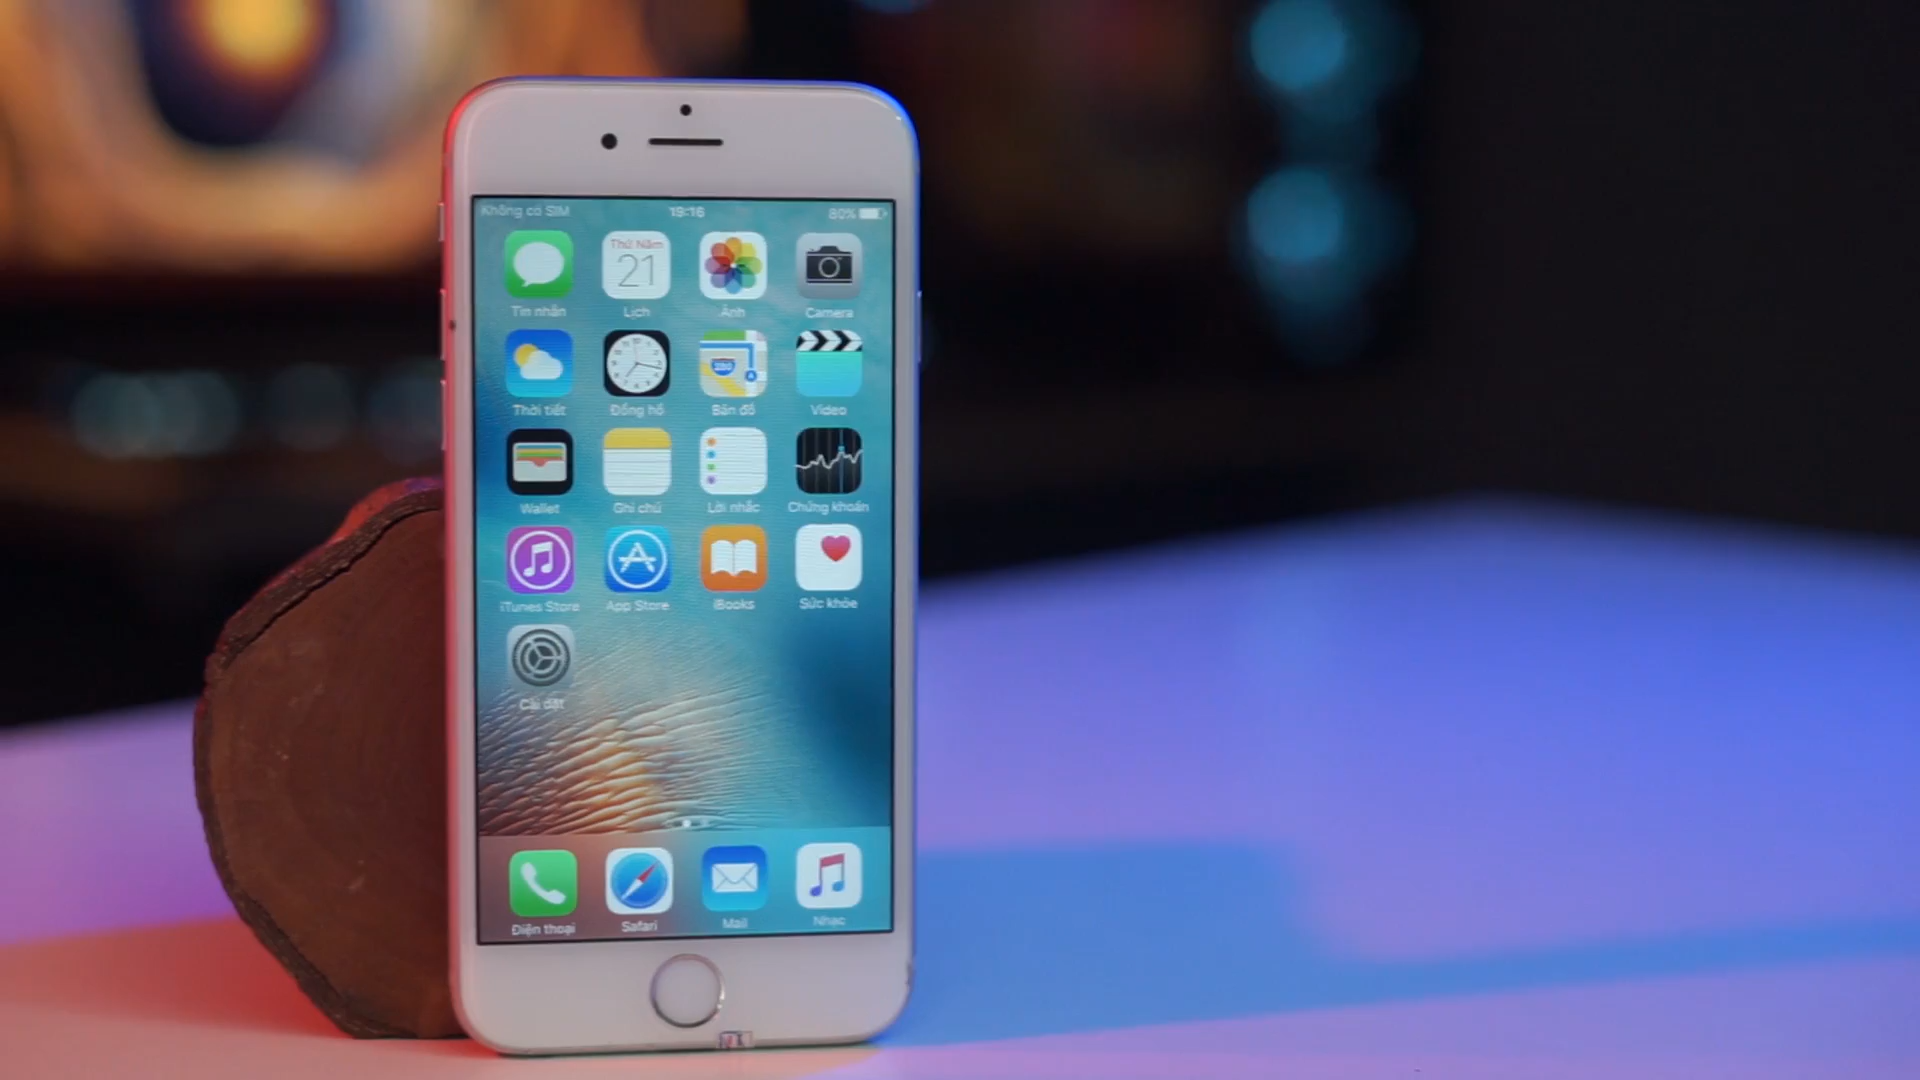 Không có SIM 19:16 80%
Thứ Năm
21
Tin nhắn Lịch Ảnh Camera
280
Thời tiết Đồng hồ Bản đồ Video
Wallet Ghi chú Lời nhắc Chứng khoán
iTunes Store App Store iBooks Sức khỏe
Cài đặt
Điện thoại Safari Mail Nhạc